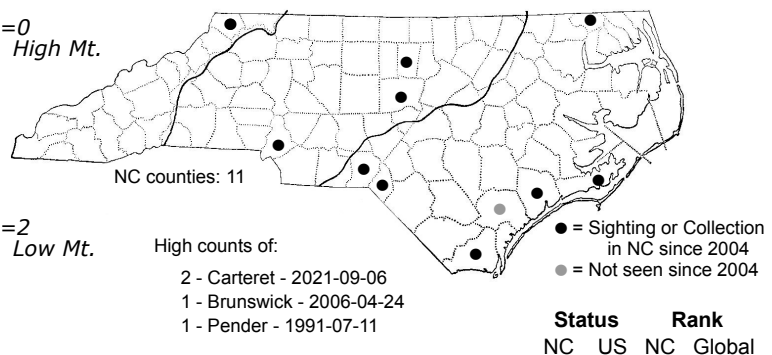 =0
High Mt.
NC counties: 11
=2
Low Mt.
High counts of:
2 - Carteret - 2021-09-06
1 - Brunswick - 2006-04-24
1 - Pender - 1991-07-11
● = Sighting or Collection
in NC since 2004
● = Not seen since 2004
Status Rank
NC US NC Global